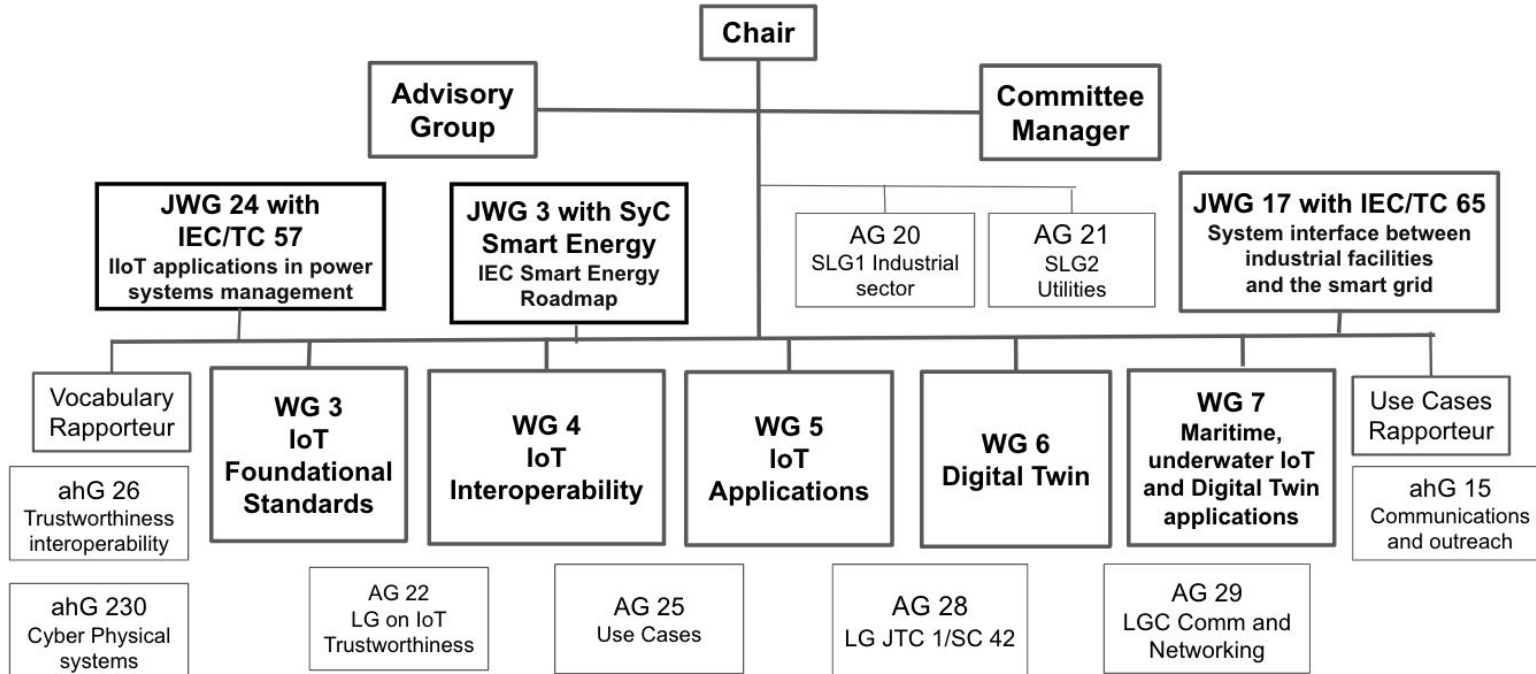 Chair
Advisory
Group
Committee
Manager
JWG 24 with
IEC/TC 57
IIoT applications in power
systems management
JWG 3 with SyC
Smart Energy
IEC Smart Energy
Roadmap
AG 20
SLG1 Industrial
sector
AG 21
SLG2
Utilities
JWG 17 with IEC/TC 65
System interface between
industrial facilities
and the smart grid
Vocabulary
Rapporteur
WG 3
IoT
Foundational
Standards
WG 4
IoT
Interoperability
WG 5
IoT
Applications
WG 6
Digital Twin
WG 7
Maritime,
underwater IoT
and Digital Twin
applications
Use Cases
Rapporteur
ahG 26
Trustworthiness
interoperability
ahG 15
Communications
and outreach
ahG 230
Cyber Physical
systems
AG 22
LG on IoT
Trustworthiness
AG 25
Use Cases
AG 28
LG JTC 1/SC 42
AG 29
LGC Comm and
Networking